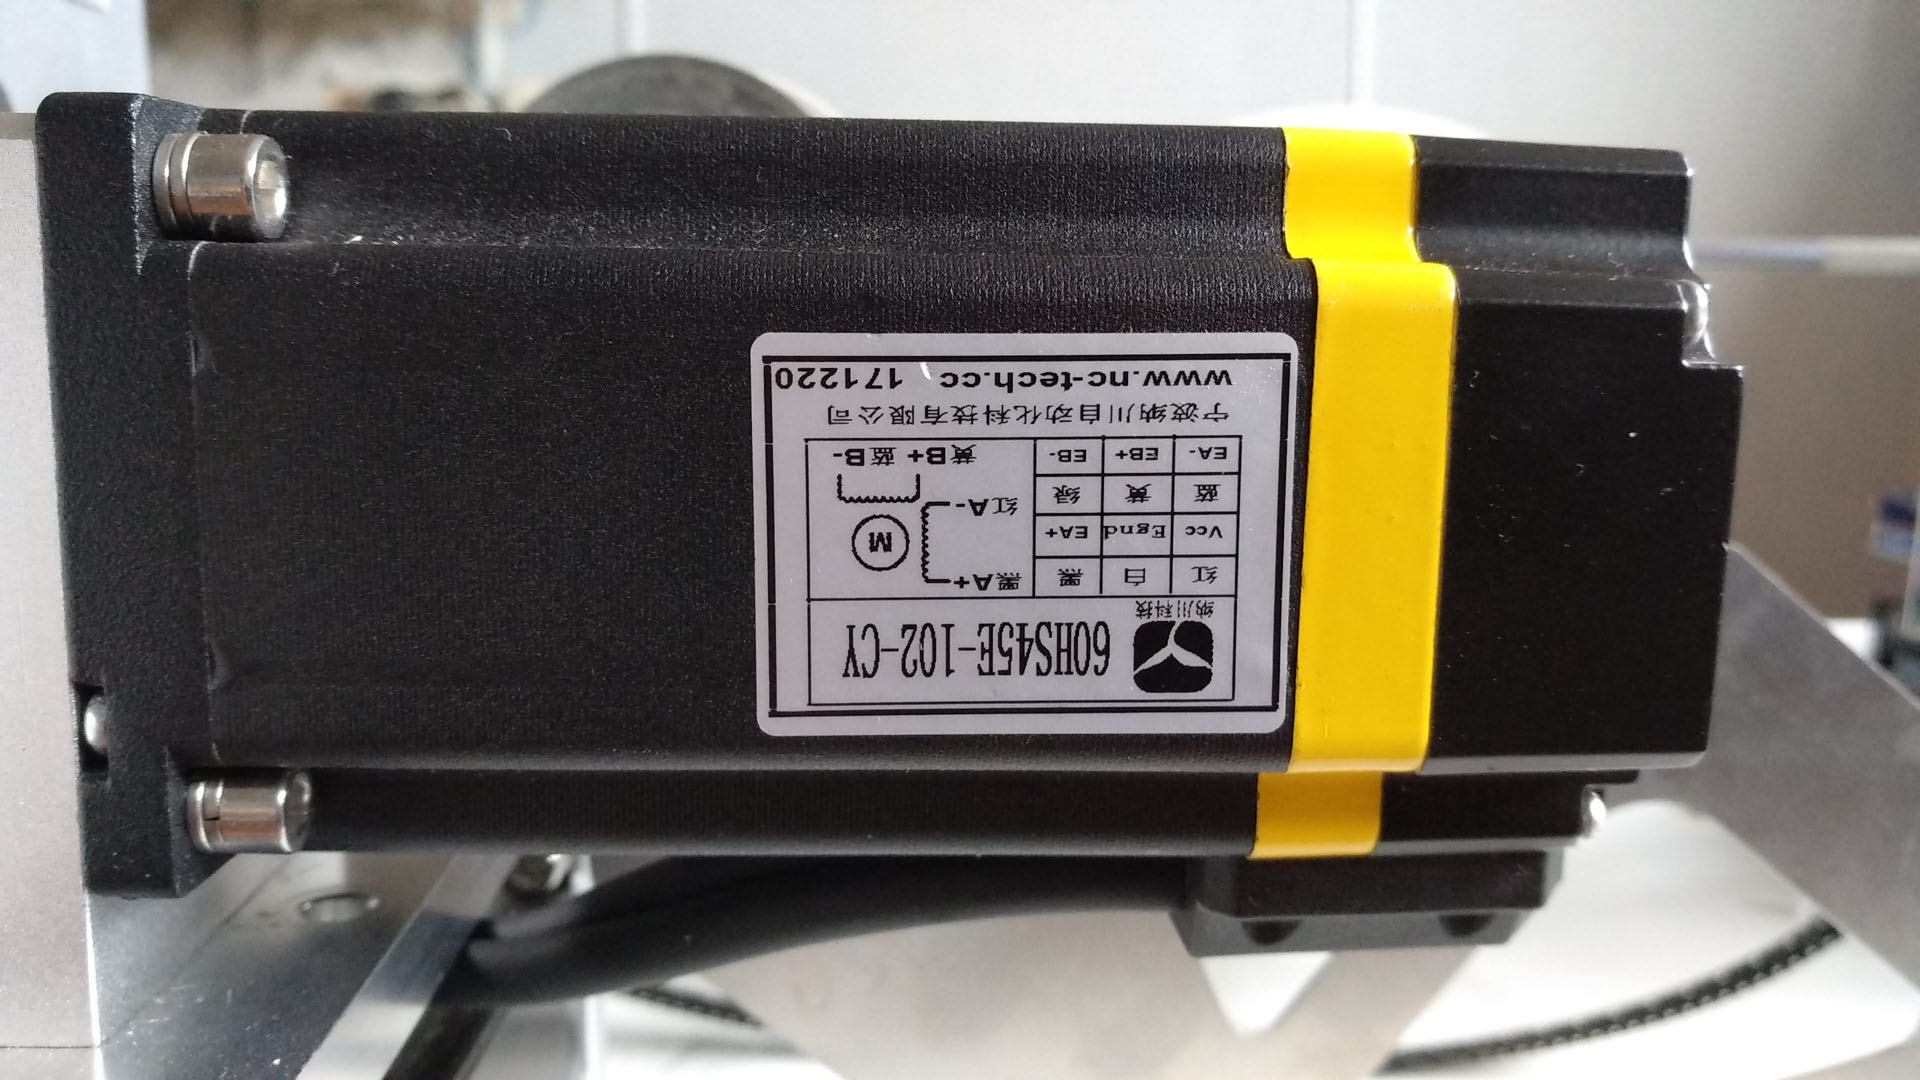 纳川科技
60HS45E-102-CY
红 白 黑
Vcc Egnd EA+
蓝 黄 绿
EA- EB+ EB-
黑A+
M
红A-
黄B+ 蓝B-
宁波纳川自动化科技有限公司
www.nc-tech.cc 171220